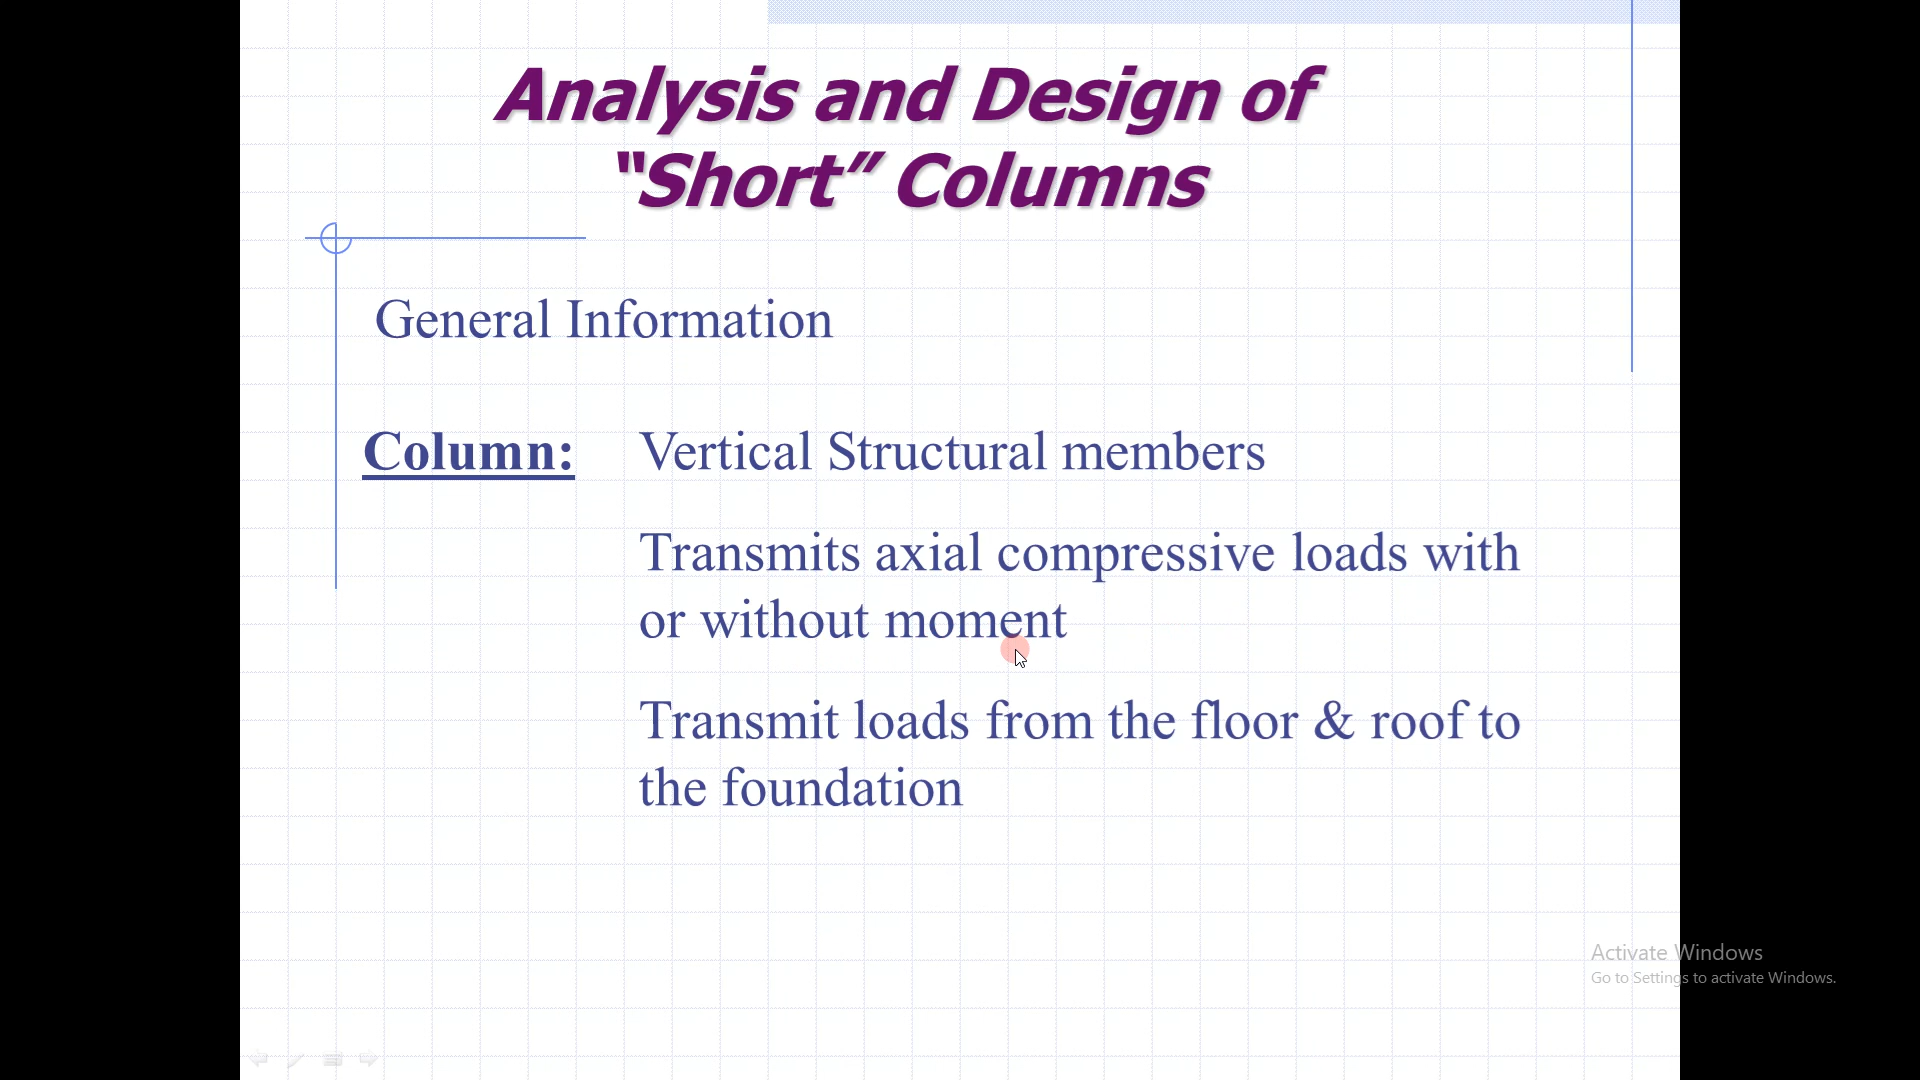 Analysis and Design of
“Short” Columns
General Information
Column: Vertical Structural members
Transmits axial compressive loads with
or without moment
Transmit loads from the floor & roof to
the foundation
Activate Windows
Go to Settings to activate Windows.